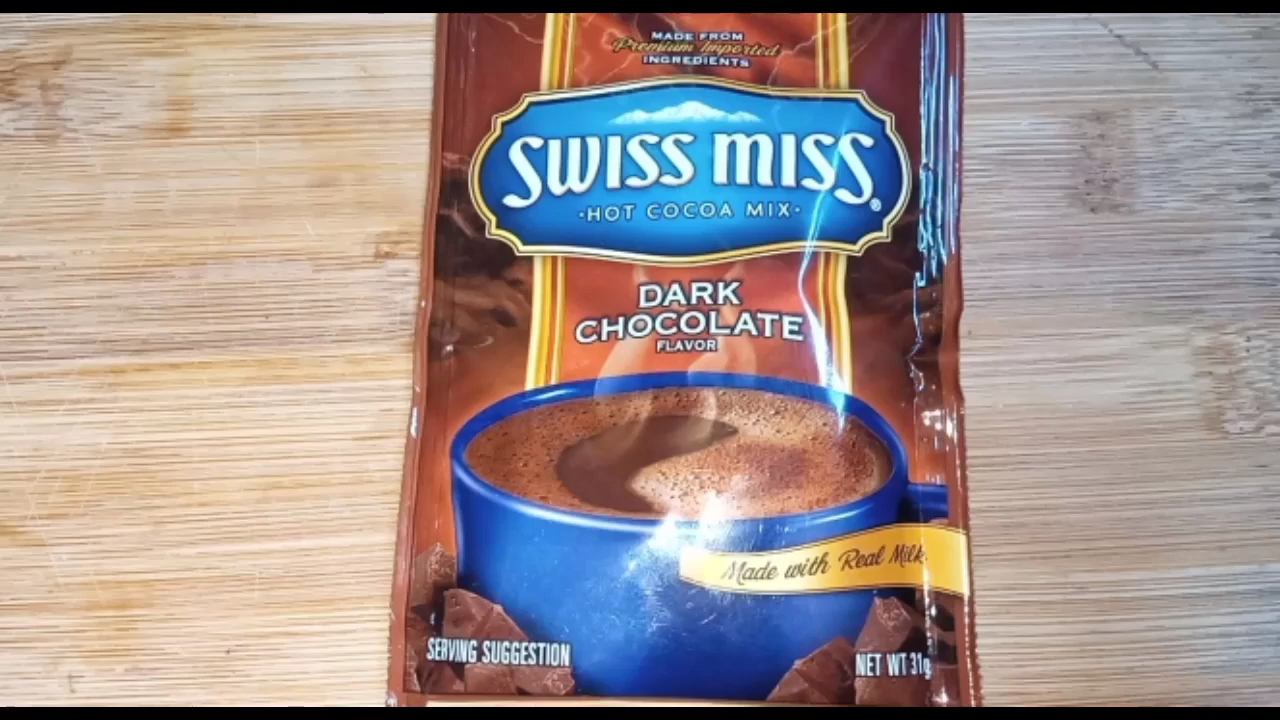 MADE FROM
Premium Imported
INGREDIENTS
SWISS MISS®
·HOT COCOA MIX·
DARK
CHOCOLATE
FLAVOR
Made with Real Milk.
SERVING SUGGESTION
NET WT 31g